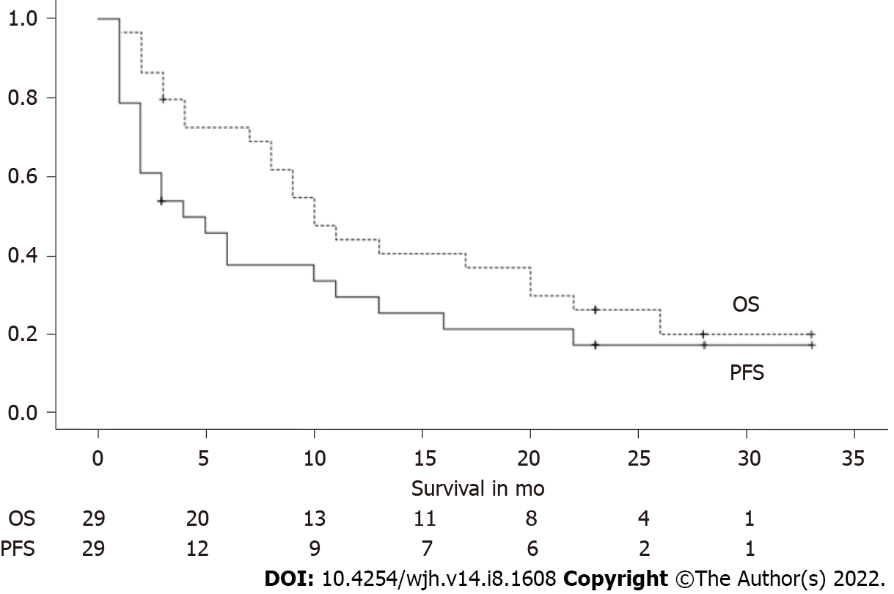 1.0
0.8
0.6
0.4
0.2
0.0
OS
PFS
0 5 10 15 20 25 30 35
Survival in mo
OS 29 20 13 11 8 4 1
PFS 29 12 9 7 6 2 1
DOI: 10.4254/wjh.v14.i8.1608 Copyright ©The Author(s) 2022.